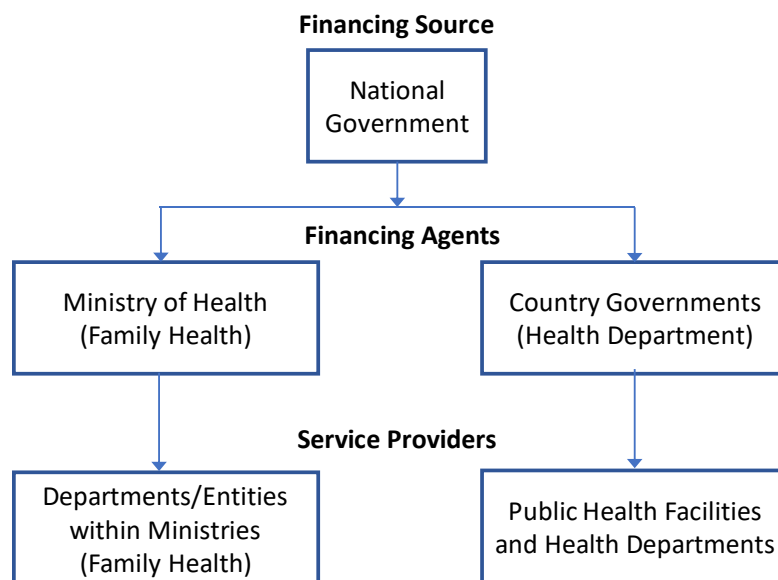 Financing Source
National
Government
Financing Agents
Ministry of Health
(Family Health)
Country Governments
(Health Department)
Service Providers
Departments/Entities
within Ministries
(Family Health)
Public Health Facilities
and Health Departments